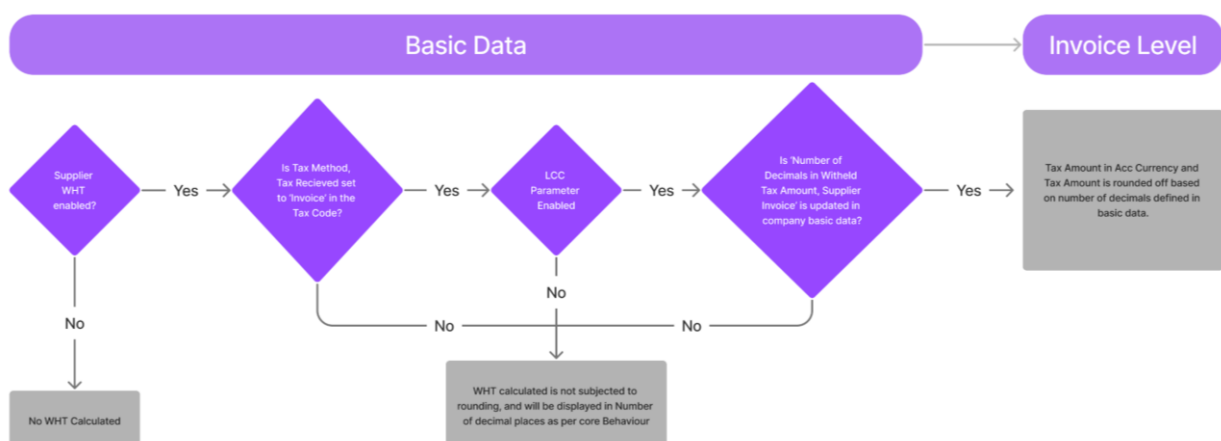 Basic Data
Invoice Level
Supplier
WHT
enabled?
Yes
Is Tax Method,
Tax Recieved set
to 'Invoice' in the
Tax Code?
Yes
LCC
Parameter
Enabled
Yes
Is 'Number of
Decimals in Witheld
Tax Amount, Supplier
Invoice' is updated in
company basic data?
Yes
Tax Amount in Acc Currency and
Tax Amount is rounded off based
on number of decimals defined in
basic data.
No
No
No
No
No WHT Calculated
WHT calculated is not subjected to
rounding, and will be displayed in Number
of decimal places as per core Behaviour